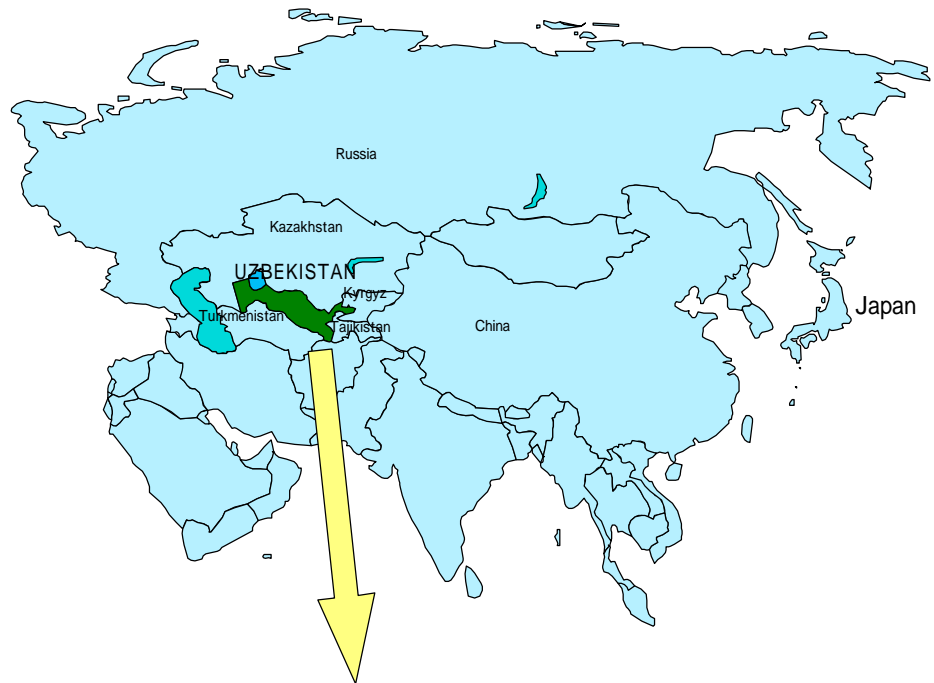 Russia
Kazakhstan
UZBEKISTAN
Kyrgyz
Turkmenistan
Tajikistan
China
Japan